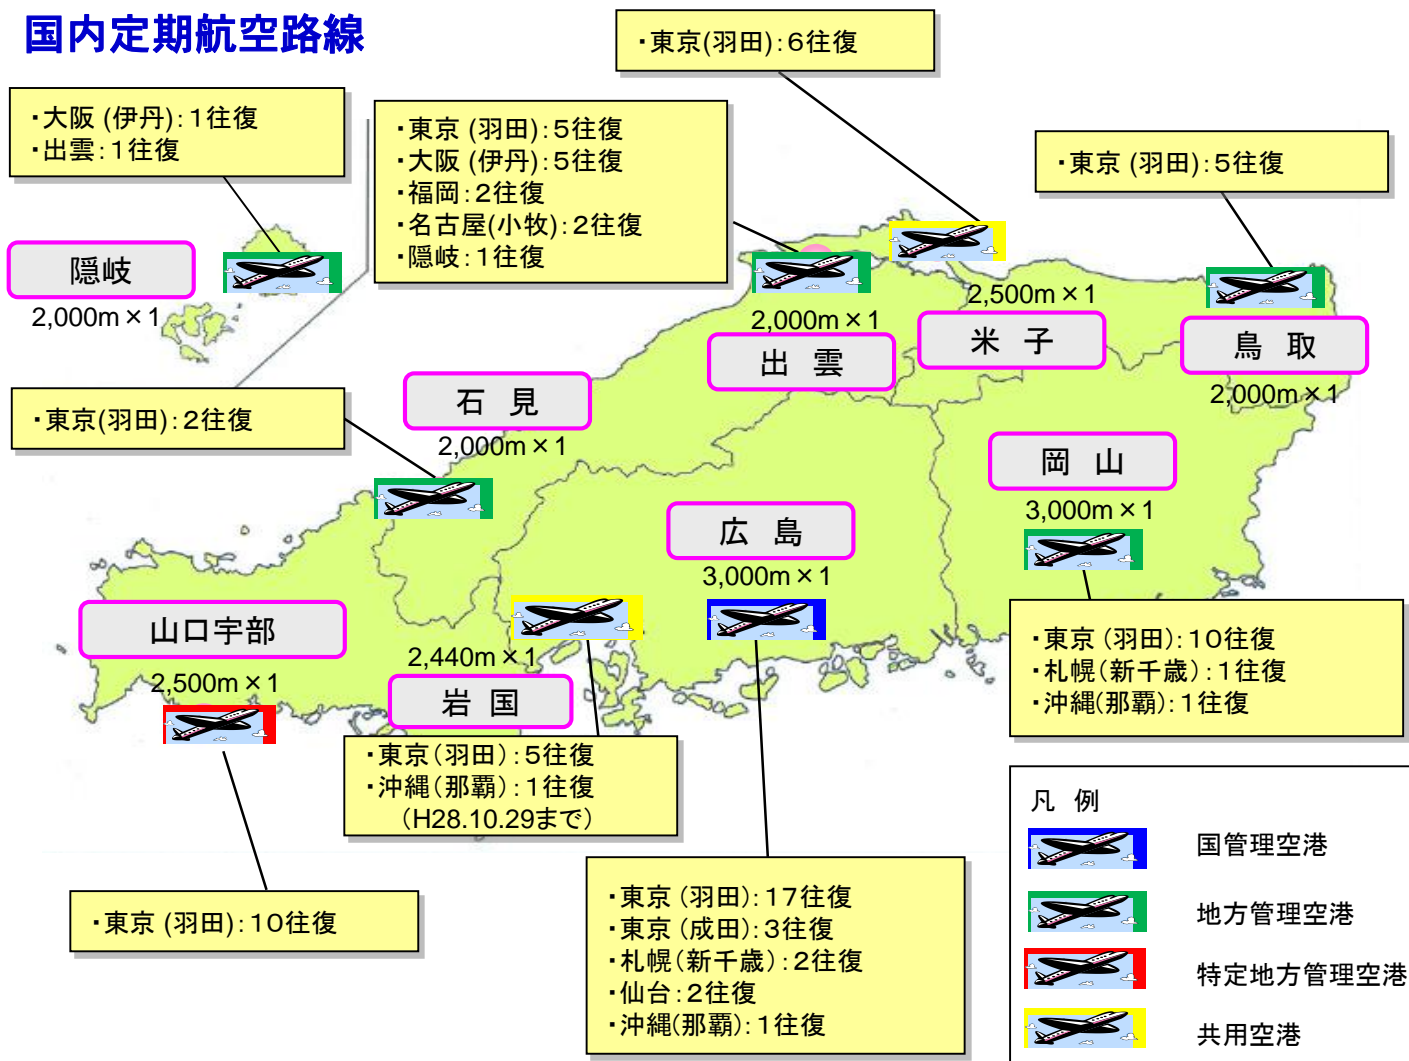 国内定期航空路線
・東京(羽田):6往復
・大阪 (伊丹):1往復
・出雲:1往復
・東京 (羽田):5往復
・大阪 (伊丹):5往復
・福岡:2往復
・名古屋(小牧):2往復
・隠岐:1往復
・東京 (羽田):5往復
隠岐
2,000m×1
2,000m×1
出 雲
2,500m×1
米 子
鳥 取
2,000m×1
・東京(羽田):2往復
石 見
2,000m×1
岡 山
3,000m×1
広 島
3,000m×1
山口宇部
2,500m×1
2,440m×1
岩 国
・東京(羽田):10往復
・札幌(新千歳):1往復
・沖縄(那覇):1往復
・東京(羽田):5往復
・沖縄(那覇):1往復
(H28.10.29まで)
・東京 (羽田):10往復
・東京(羽田):17往復
・東京(成田):3往復
・札幌(新千歳):2往復
・仙台:2往復
・沖縄(那覇):1往復
凡 例
国管理空港
地方管理空港
特定地方管理空港
共用空港